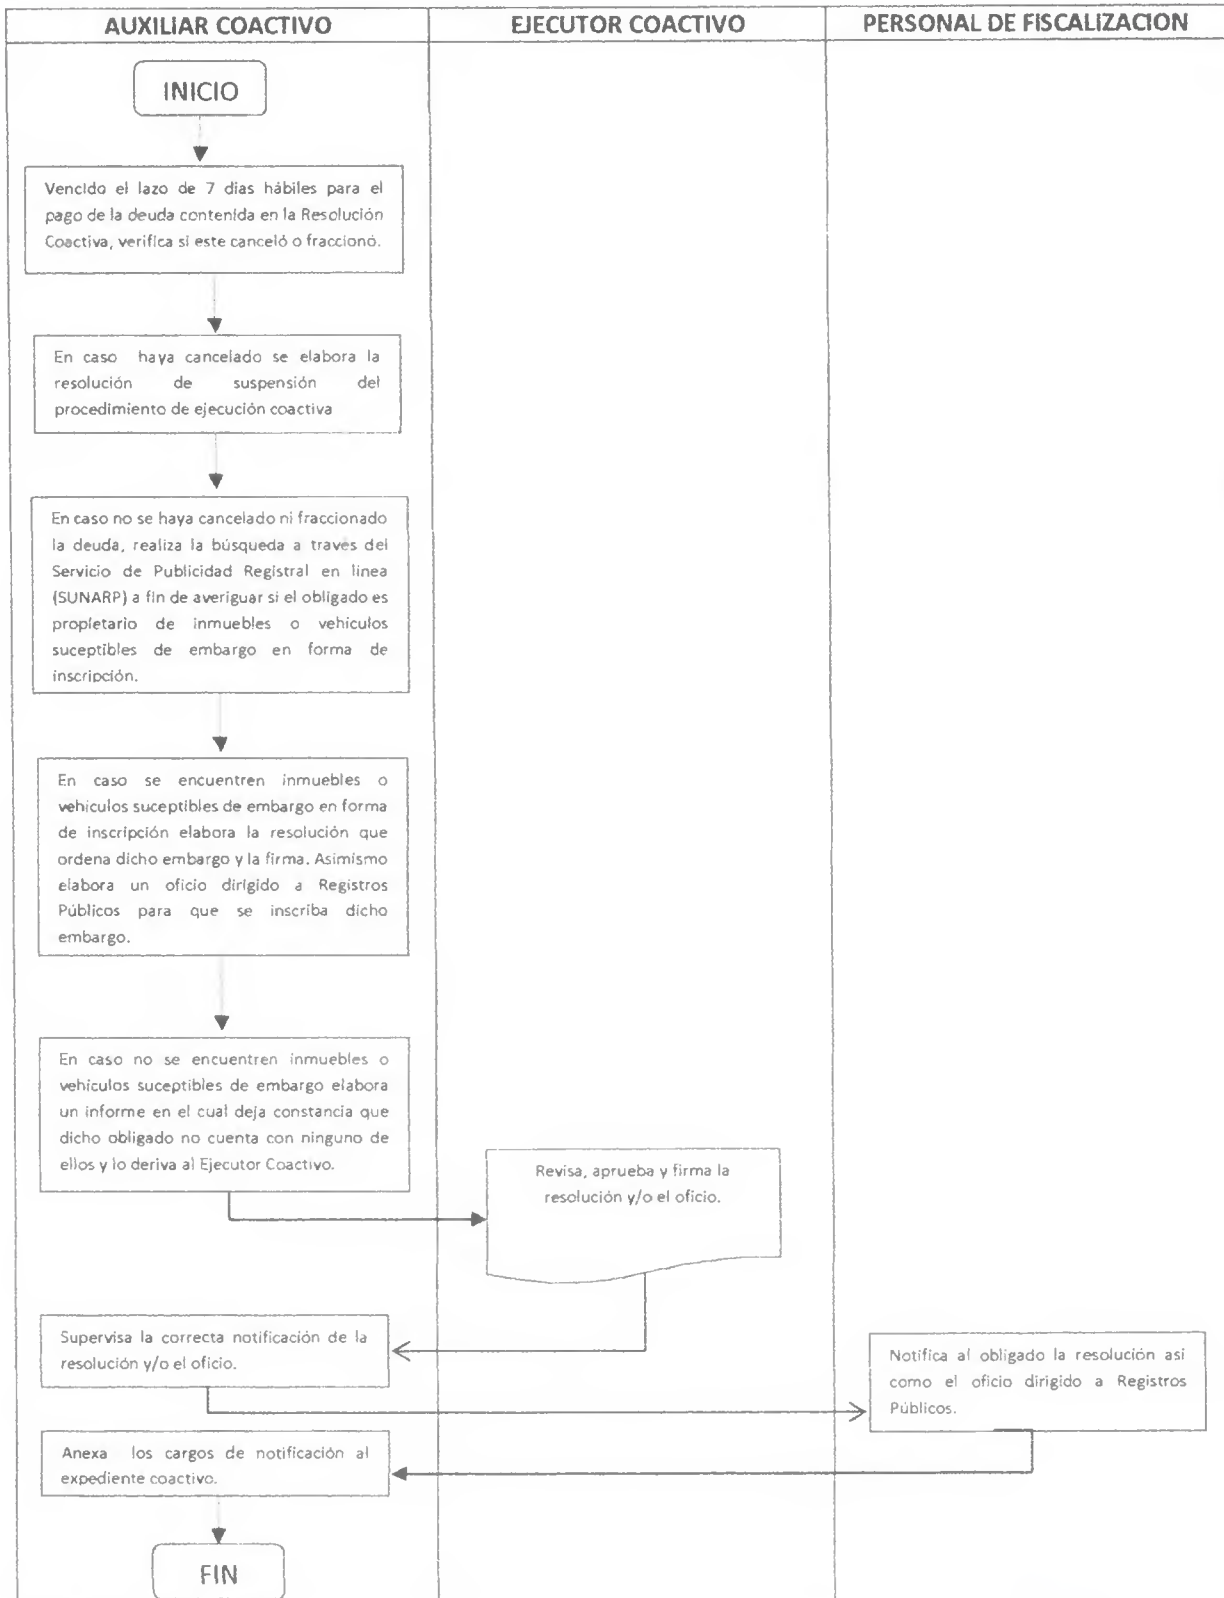 AUXILIAR COACTIVO
EJECUTOR COACTIVO
PERSONAL DE FISCALIZACION
INICIO
Vencido el lazo de 7 días hábiles para el
pago de la deuda contenida en la Resolución
Coactiva, verifica si este canceló o fraccionó.
En caso haya cancelado se elabora la
resolución de suspensión del
procedimiento de ejecución coactiva
En caso no se haya cancelado ni fraccionado
la deuda, realiza la búsqueda a través del
Servicio de Publicidad Registral en linea
(SUNARP) a fin de averiguar si el obligado es
propietario de inmuebles o vehículos
suceptibles de embargo en forma de
inscripción.
En caso se encuentren inmuebles o
vehículos suceptibles de embargo en forma
de inscripción elabora la resolución que
ordena dicho embargo y la firma. Asimismo
elabora un oficio dirigido a Registros
Públicos para que se inscriba dicho
embargo.
En caso no se encuentren inmuebles o
vehículos suceptibles de embargo elabora
un informe en el cual deja constancia que
dicho obligado no cuenta con ninguno de
ellos y lo deriva al Ejecutor Coactivo.
Revisa, aprueba y firma la
resolución y/o el oficio.
Supervisa la correcta notificación de la
resolución y/o el oficio.
Notifica al obligado la resolución asi
como el oficio dirigido a Registros
Públicos.
Anexa los cargos de notificación al
expediente coactivo.
FIN